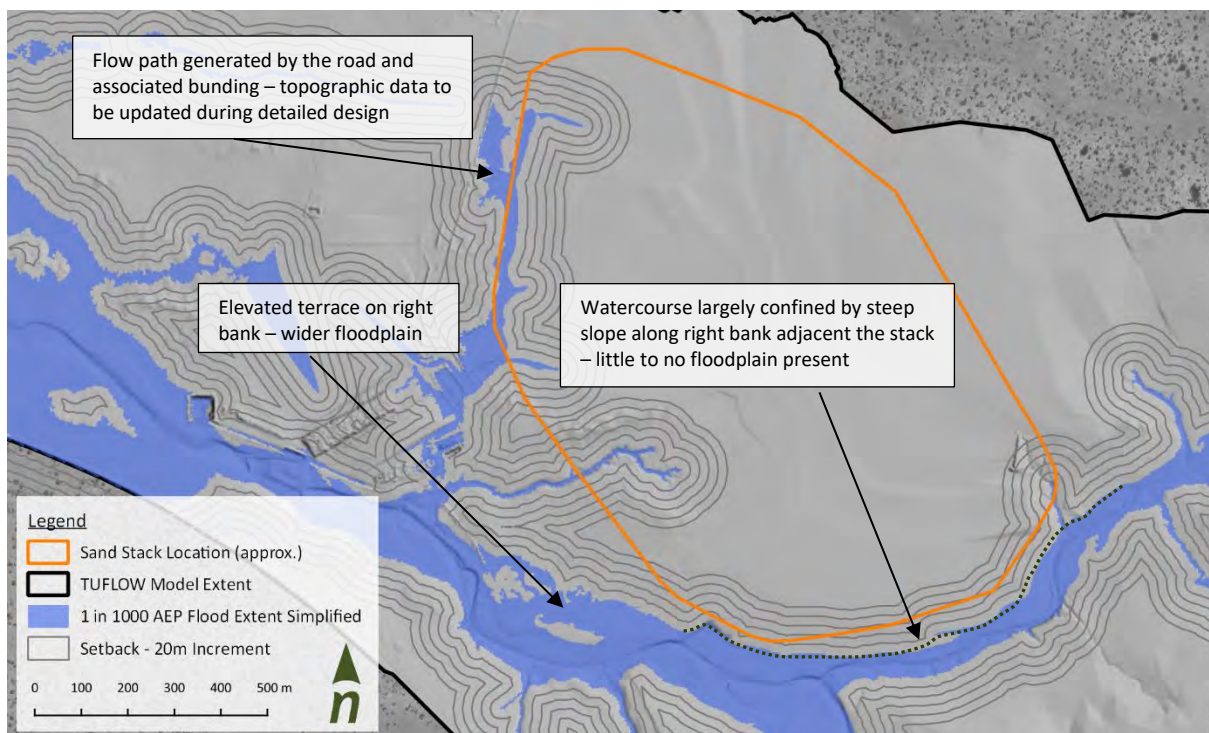 Flow path generated by the road and
associated bunding – topographic data to
be updated during detailed design
Elevated terrace on right
bank – wider floodplain
Watercourse largely confined by steep
slope along right bank adjacent the stack
– little to no floodplain present
Legend
Sand Stack Location (approx.)
TUFLOW Model Extent
1 in 1000 AEP Flood Extent Simplified
Setback - 20m Increment
0 100 200 300 400 500 m
n